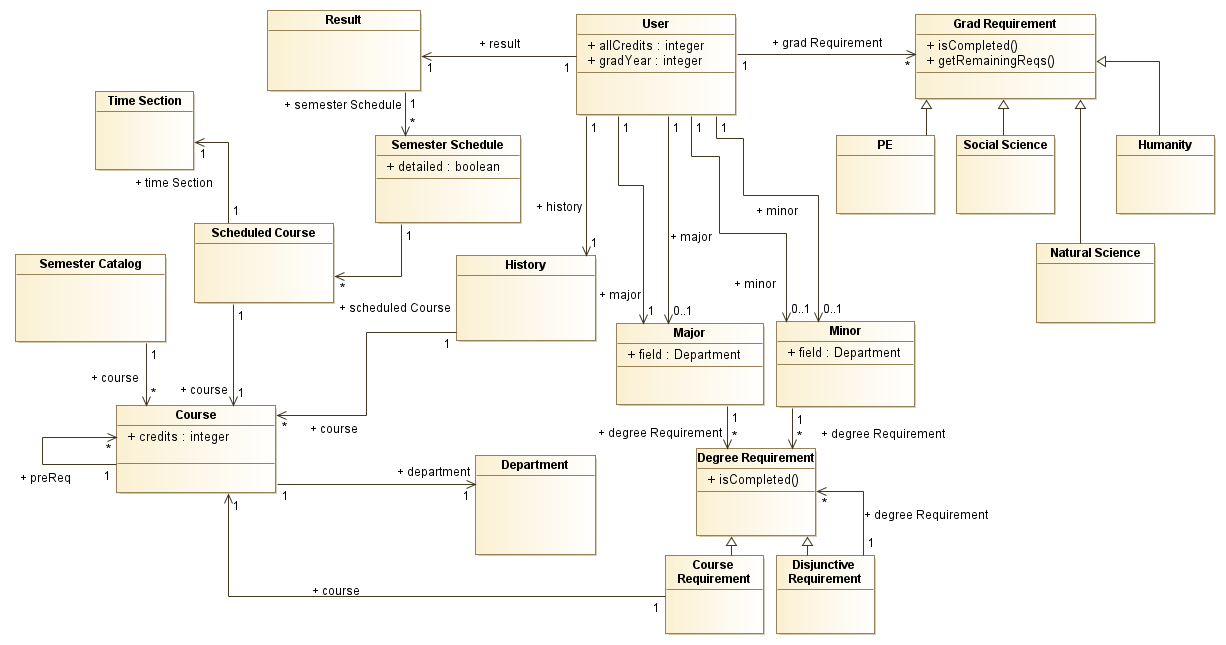 Result
User
+ allCredits : integer
+ gradYear : integer
Grad Requirement
+ isCompleted()
+ getRemainingReqs()
+ result
1
1
+ grad Requirement
1
*
Time Section
+ semester Schedule
1
*
Semester Schedule
+ detailed : boolean
1
+ time Section
1
PE
Social Science
Humanity
Natural Science
1
1
1
1
1
+ history
1
+ minor
+ major
+ minor
+ major
1
0..1
0..1
0..1
Scheduled Course
1
*
+ scheduled Course
Semester Catalog
History
1
Major
+ field : Department
Minor
+ field : Department
1
+ course
*
1
+ course
1
*
+ course
Course
+ credits : integer
*
1
+ preReq
1
+ degree Requirement
*
1
*
+ degree Requirement
Degree Requirement
+ isCompleted()
+ department
1
1
Department
1
*
+ degree Requirement
1
Course
Requirement
Disjunctive
Requirement
+ course
1